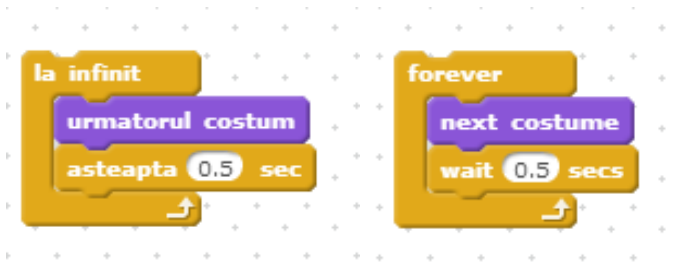 la infinit
urmatorul costum
asteapta 0.5 sec
forever
next costume
wait 0.5 secs